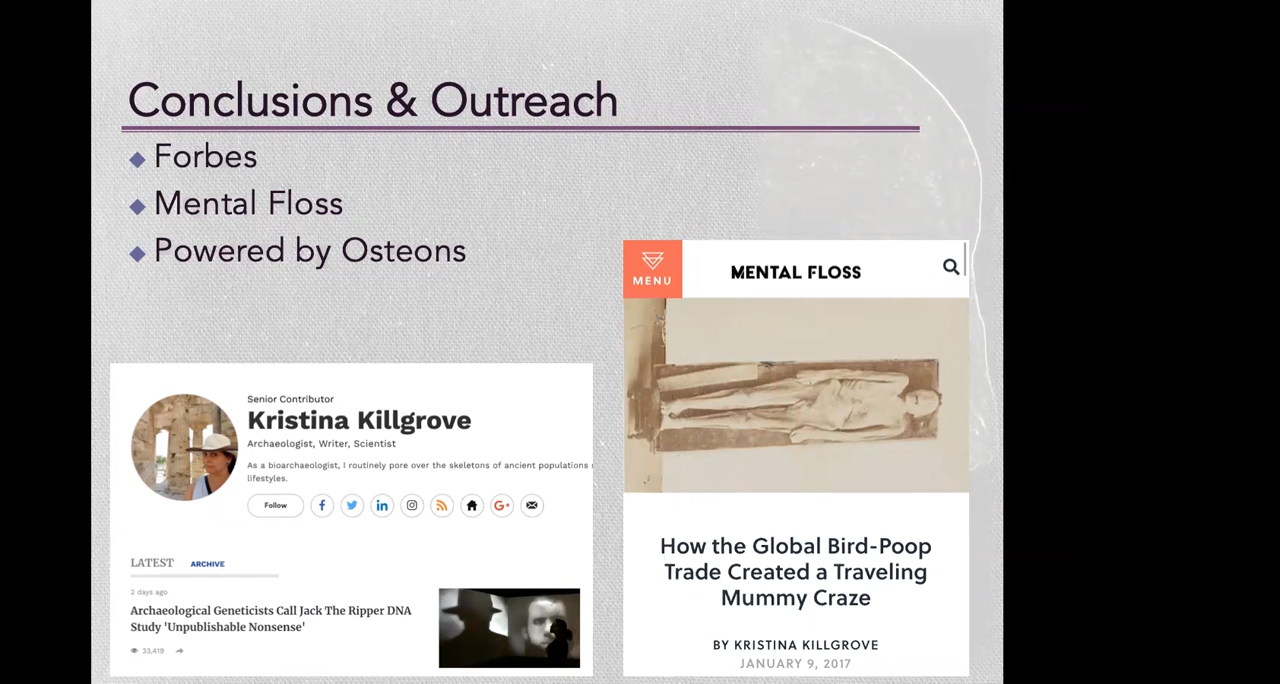 Conclusions & Outreach
Forbes
Mental Floss
Powered by Osteons
Senior Contributor
Kristina Killgrove
Archaeologist, Writer, Scientist
As a bioarchaeologist, I routinely pore over the skeletons of ancient populations
lifestyles.
Follow
LATEST ARCHIVE
2 days ago
Archaeological Geneticists Call Jack The Ripper DNA
Study 'Unpublishable Nonsense'
33,419
MENU
MENTAL FLOSS
How the Global Bird-Poop
Trade Created a Traveling
Mummy Craze
BY KRISTINA KILLGROVE
JANUARY 9, 2017